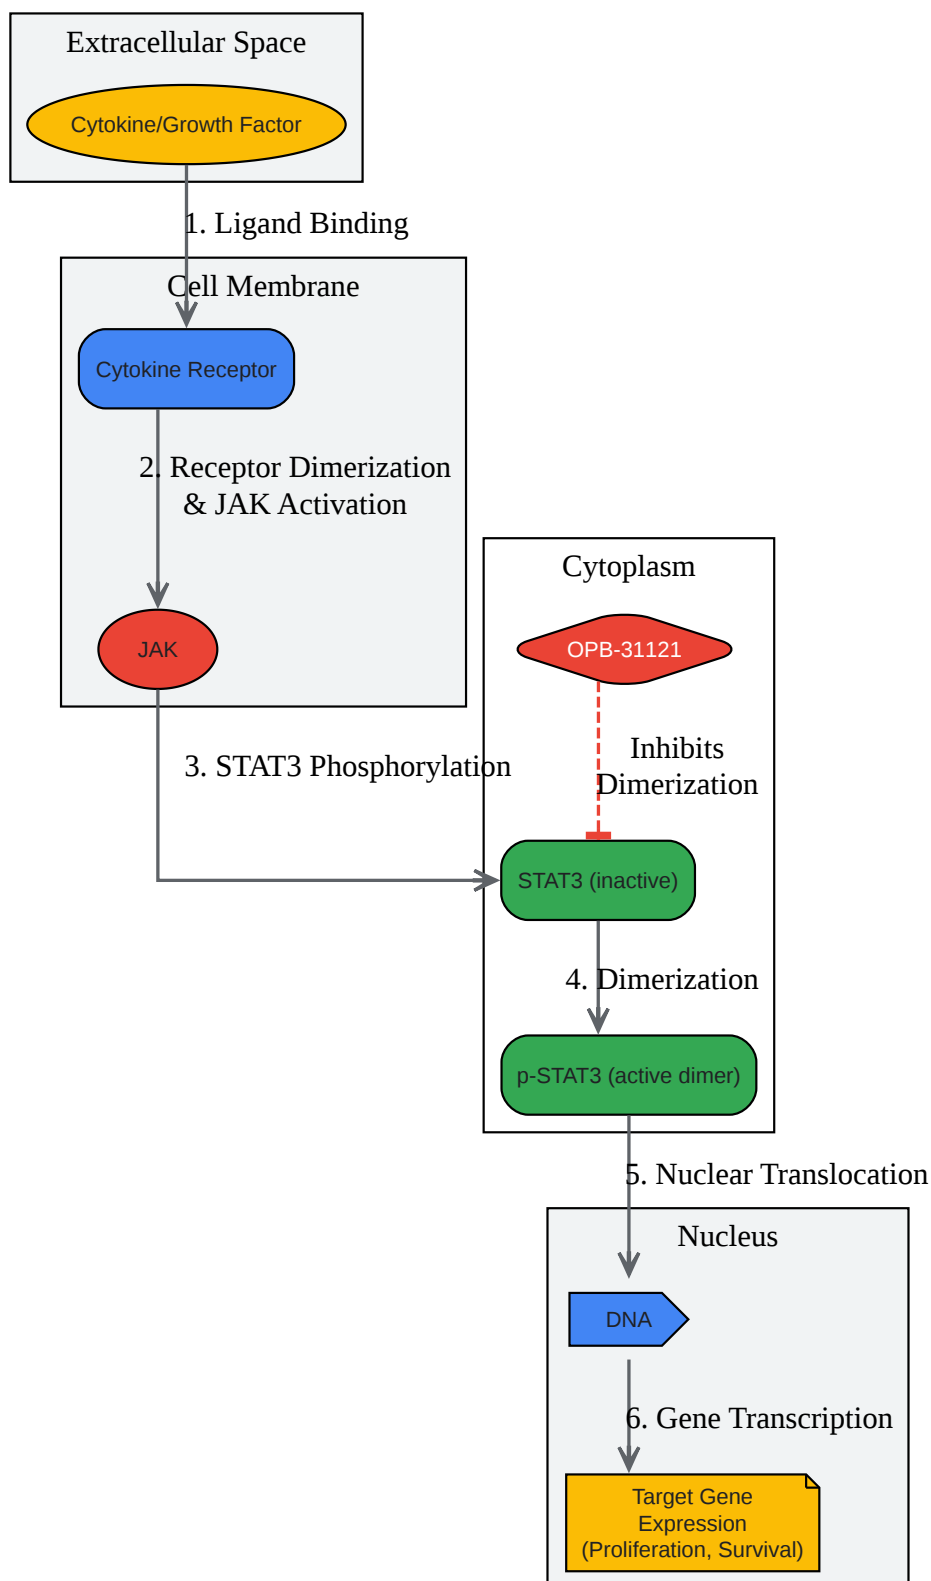 Extracellular Space
Cytokine/Growth Factor
1. Ligand Binding
Cell Membrane
Cytokine Receptor
2. Receptor Dimerization
& JAK Activation
JAK
Cytoplasm
OPB-31121
Inhibits
Dimerization
3. STAT3 Phosphorylation
STAT3 (inactive)
4. Dimerization
p-STAT3 (active dimer)
5. Nuclear Translocation
Nucleus
DNA
6. Gene Transcription
Target Gene
Expression
(Proliferation, Survival)